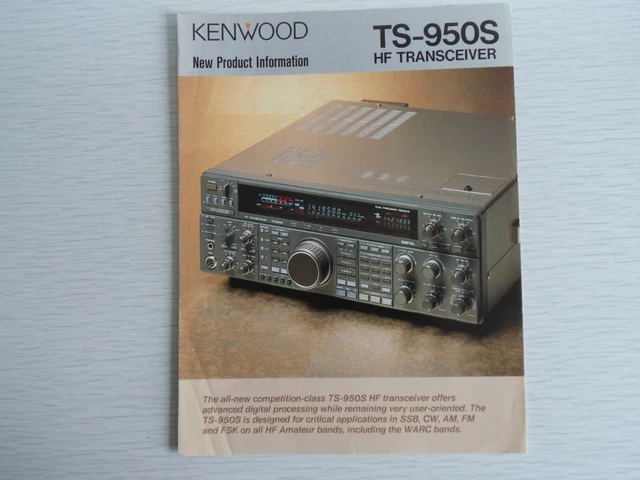 KENWOOD
TS-950S
HF TRANSCEIVER
New Product Information
The all-new competition-class TS-950S HF transceiver offers
advanced digital processing while remaining very user-oriented. The
TS-950S is designed for critical applications in SSB, CW, AM, FM
and FSK on all HF Amateur bands, including the WARC bands.